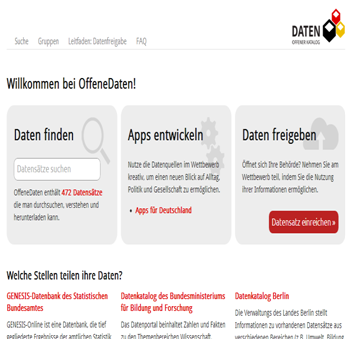 DATEN
OFFENER KATALOG
Suche Gruppen Leitfaden: Datenfreigabe FAQ
Willkommen bei OffeneDaten!
Daten finden
Datensätze suchen
OffeneDaten enthält 472 Datensätze
die man durchsuchen, verstehen und
herunterladen kann.
Apps entwickeln
Nutze die Datenquellen im Wettbewerb
kreativ, um einen neuen Blick auf Alltag,
Politik und Gesellschaft zu ermöglichen.
• Apps für Deutschland
Daten freigeben
Öffnet sich Ihre Behörde? Nehmen Sie am
Wettbewerb teil, indem Sie die Nutzung
ihrer Informationen ermöglichen.
Datensatz einreichen »
Welche Stellen teilen ihre Daten?
GENESIS-Datenbank des Statistischen
Bundesamtes
GENESIS-Online ist eine Datenbank, die tief
gegliederte Ergebnisse der amtlichen Statistik
Datenkatalog des Bundesministeriums
für Bildung und Forschung
Das Datenportal beinhaltet Zahlen und Fakten
zu den Themenbereichen Wissenschaft,
Datenkatalog Berlin
Die Verwaltungs des Landes Berlin stellt
Informationen zu vorhandenen Datensätze aus
verschiedenen Bereichen (z.B. Umwelt, Bildung